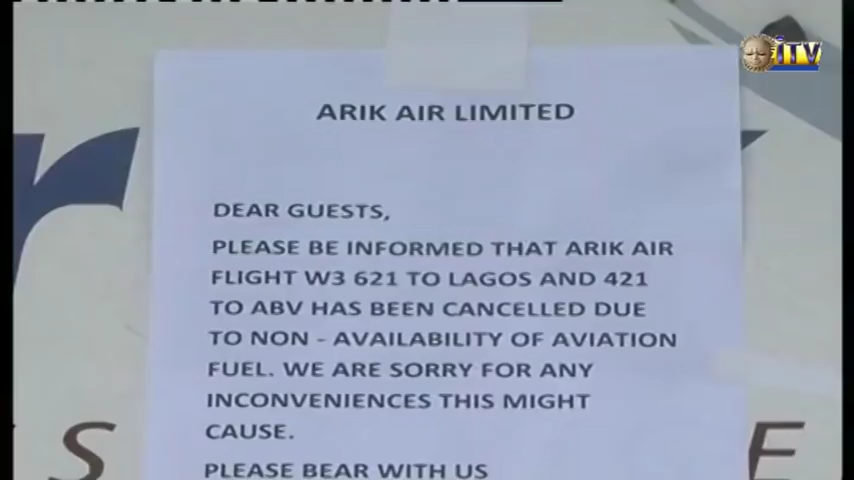 iTV
ARIK AIR LIMITED
DEAR GUESTS,
PLEASE BE INFORMED THAT ARIK AIR
FLIGHT W3 621 TO LAGOS AND 421
TO ABV HAS BEEN CANCELLED DUE
TO NON - AVAILABILITY OF AVIATION
FUEL. WE ARE SORRY FOR ANY
INCONVENIENCES THIS MIGHT
CAUSE.
PLEASE BEAR WITH US